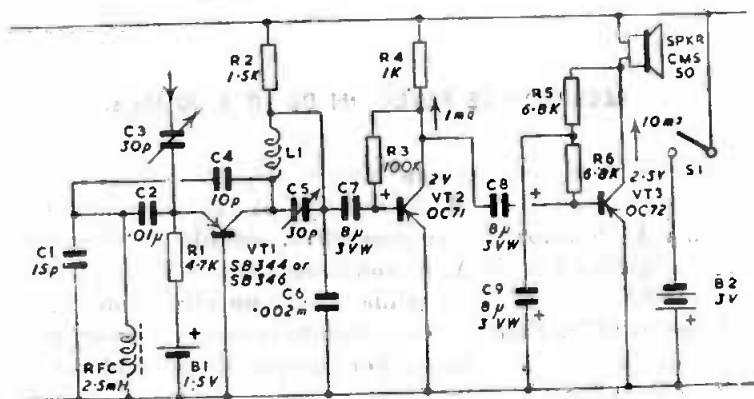 R2
1.5K
R4
1K
SPKR
CMS
50
C3
30p
1ma
R5
6.8K
10ma
L1
R3
100K
C4
10p
R6
6.8K
S1
C2
.01μ
C5
30p
C7
8μ
3VW
2V
VT2
OC71
C8
8μ
3VW
2.5V
VT3
OC72
C1
15p
R1
4.7K
VT1
SB344 or
SB346
C6
.002m
C9
8μ
3VW
B2
3V
RFC
2.5mH
B1
1.5V